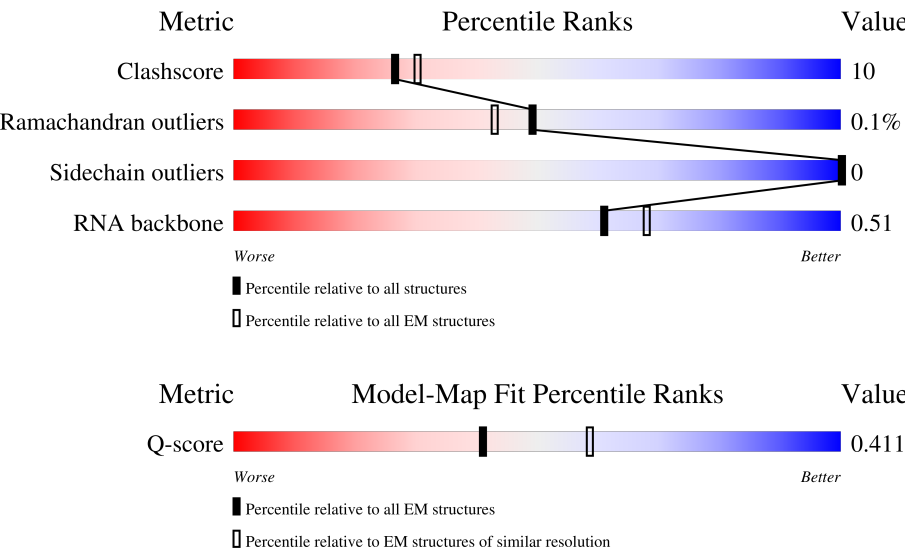 Metric Percentile Ranks Value
Clashscore 10
Ramachandran outliers 0.1%
Sidechain outliers 0
RNA backbone 0.51
Worse Better
Percentile relative to all structures
Percentile relative to all EM structures
Metric Model-Map Fit Percentile Ranks Value
Q-score 0.411
Worse Better
Percentile relative to all EM structures
Percentile relative to EM structures of similar resolution